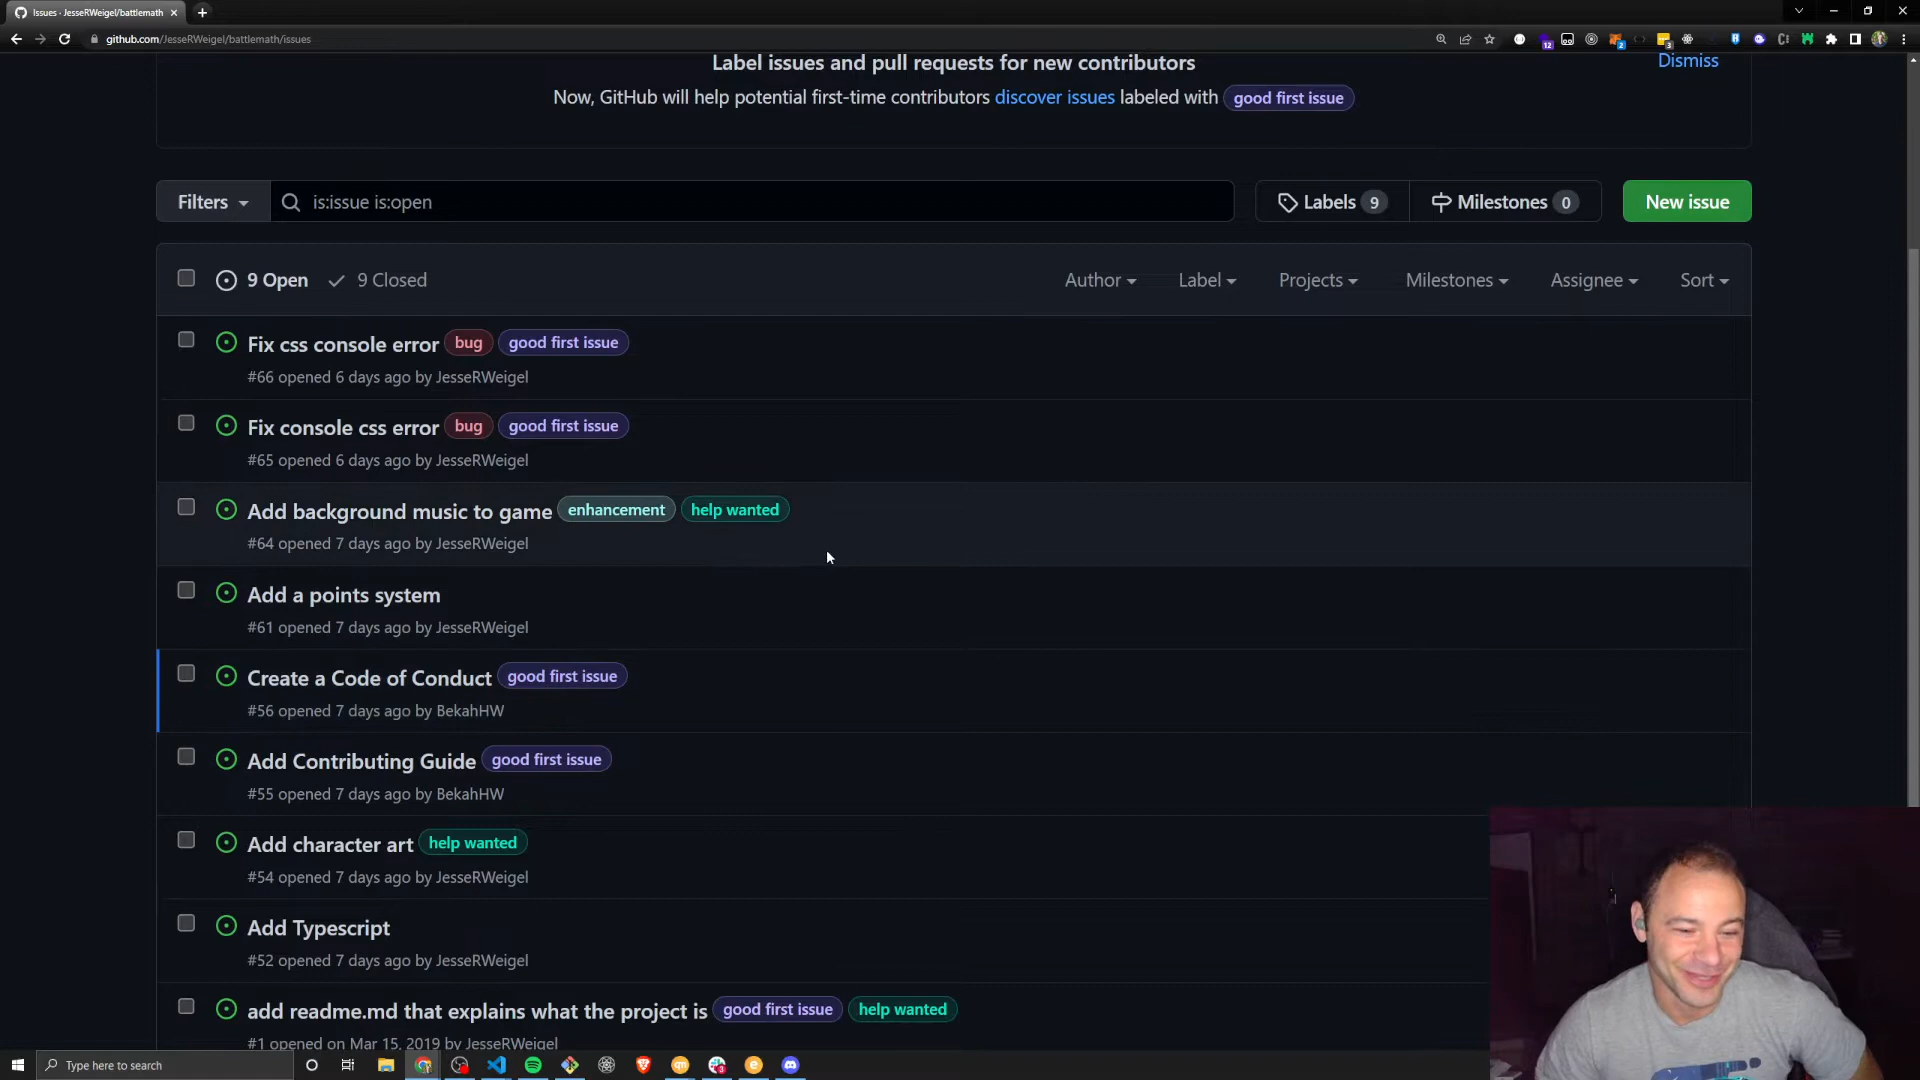 Issues · JesseRWeigel/battlemath
github.com/JesseRWeigel/battlemath/issues
Label issues and pull requests for new contributors
Dismiss
Now, GitHub will help potential first-time contributors discover issues labeled with good first issue
Filters
is:issue is:open
Labels 9
Milestones 0
New issue
9 Open
9 Closed
Author
Label
Projects
Milestones
Assignee
Sort
Fix css console error bug good first issue
#66 opened 6 days ago by JesseRWeigel
Fix console css error bug good first issue
#65 opened 6 days ago by JesseRWeigel
Add background music to game enhancement help wanted
#64 opened 7 days ago by JesseRWeigel
Add a points system
#61 opened 7 days ago by JesseRWeigel
Create a Code of Conduct good first issue
#56 opened 7 days ago by BekahHW
Add Contributing Guide good first issue
#55 opened 7 days ago by BekahHW
Add character art help wanted
#54 opened 7 days ago by JesseRWeigel
Add Typescript
#52 opened 7 days ago by JesseRWeigel
add readme.md that explains what the project is good first issue help wanted
#1 opened on Mar 15, 2019 by JesseRWeigel
Type here to search